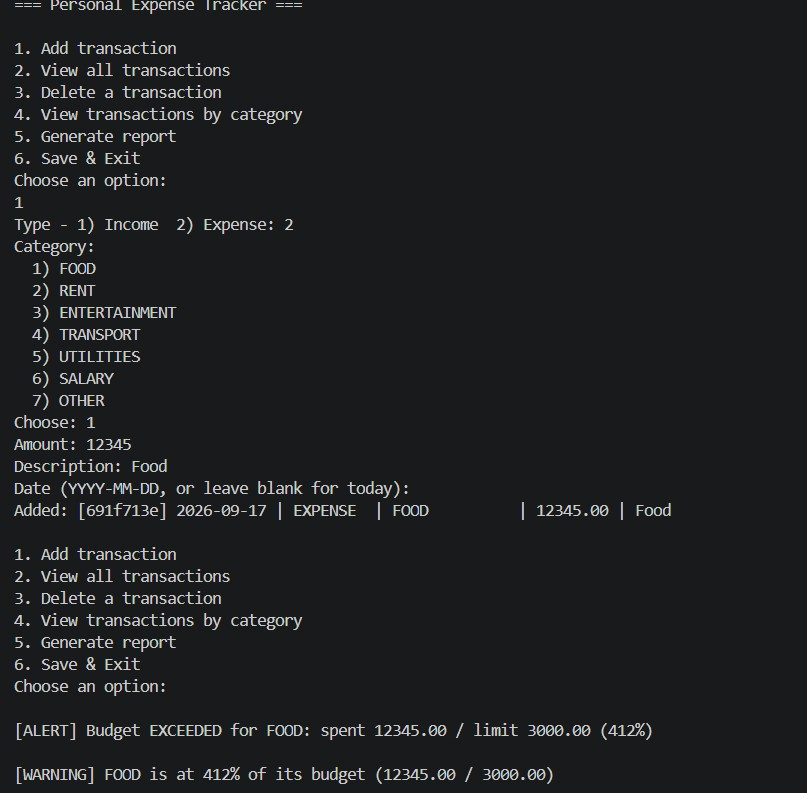 === Personal Expense Tracker ===
1. Add transaction
2. View all transactions
3. Delete a transaction
4. View transactions by category
5. Generate report
6. Save & Exit
Choose an option:
1
Type - 1) Income  2) Expense: 2
Category:
  1) FOOD
  2) RENT
  3) ENTERTAINMENT
  4) TRANSPORT
  5) UTILITIES
  6) SALARY
  7) OTHER
Choose: 1
Amount: 12345
Description: Food
Date (YYYY-MM-DD, or leave blank for today):
Added: [691f713e] 2026-09-17 | EXPENSE  | FOOD          | 12345.00 | Food
1. Add transaction
2. View all transactions
3. Delete a transaction
4. View transactions by category
5. Generate report
6. Save & Exit
Choose an option:
[ALERT] Budget EXCEEDED for FOOD: spent 12345.00 / limit 3000.00 (412%)
[WARNING] FOOD is at 412% of its budget (12345.00 / 3000.00)